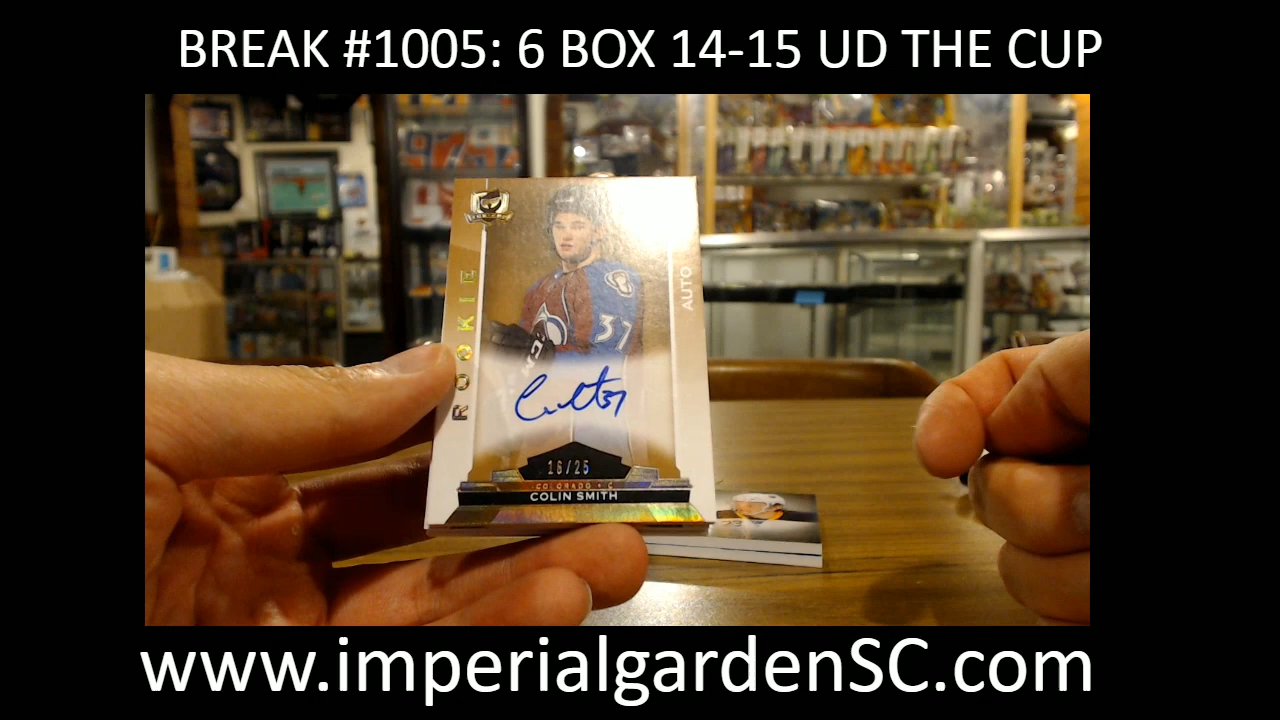 BREAK #1005: 6 BOX 14-15 UD THE CUP
ROOKIE
AUTO
37
16/25
COLORADO • C
COLIN SMITH
www.imperialgardenSC.com